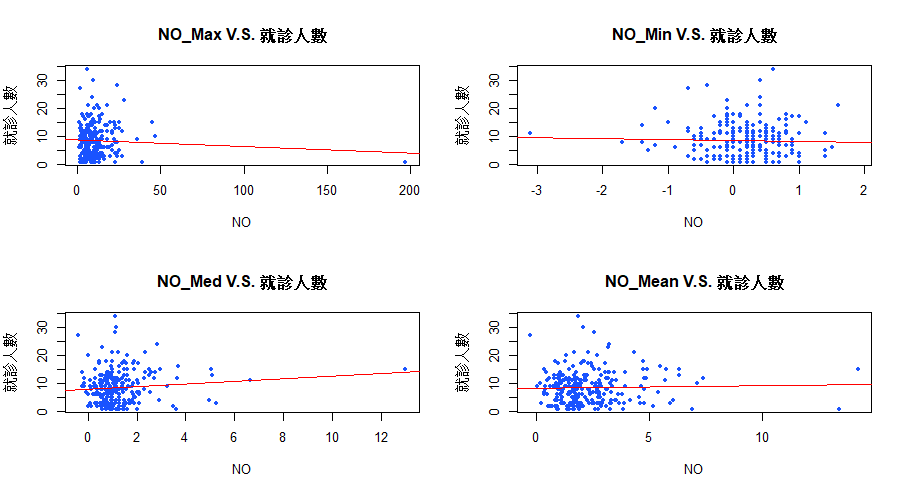 NO_Max V.S. 就診人數
就診人數
0 10 20 30
0 50 100 150 200
NO
NO_Min V.S. 就診人數
就診人數
0 10 20 30
-3 -2 -1 0 1 2
NO
NO_Med V.S. 就診人數
就診人數
0 10 20 30
0 2 4 6 8 10 12
NO
NO_Mean V.S. 就診人數
就診人數
0 10 20 30
0 5 10
NO